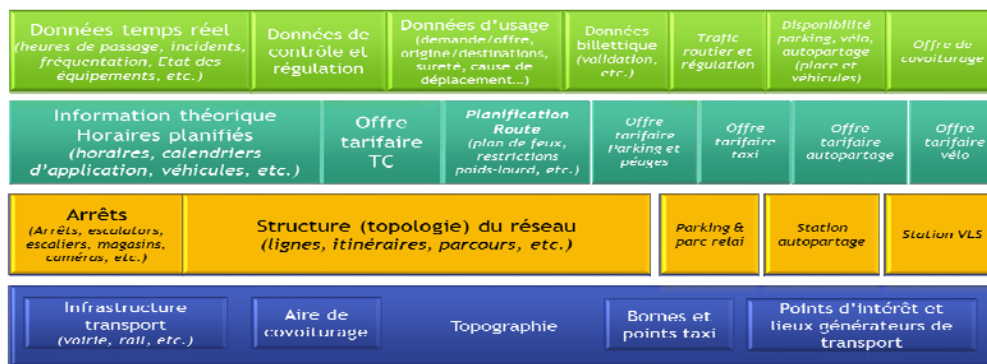 Données temps réel
(heures de passage, incidents,
fréquentation, Etat des
équipements, etc.)
Données de
contrôle et
régulation
Données d'usage
(demande/offre,
origine/destinations,
sureté, cause de
déplacement...)
Données
billettique
(validation,
etc.)
Trafic
routier et
régulation
Disponibilité
parking, vélo,
autopartage
(place et
véhicules)
Offre de
covoiturage
Information théorique
Horaires planifiés
(horaires, calendriers
d'application, véhicules, etc.)
Offre
tarifaire
TC
Planification
Route
(plan de feux,
restrictions
poids-lourd, etc.)
Offre
tarifaire
Parking et
péages
Offre
tarifaire
taxi
Offre
tarifaire
autopartage
Offre
tarifaire
vélo
Arrêts
(Arrêts, escalators,
escaliers, magasins,
caméras, etc.)
Structure (topologie) du réseau
(lignes, itinéraires, parcours, etc.)
Parking &
parc relai
Station
autopartage
Station VLS
Infrastructure
transport
(voirie, rail, etc.)
Aire de
covoiturage
Topographie
Bornes et
points taxi
Points d'intérêt et
lieux générateurs de
transport